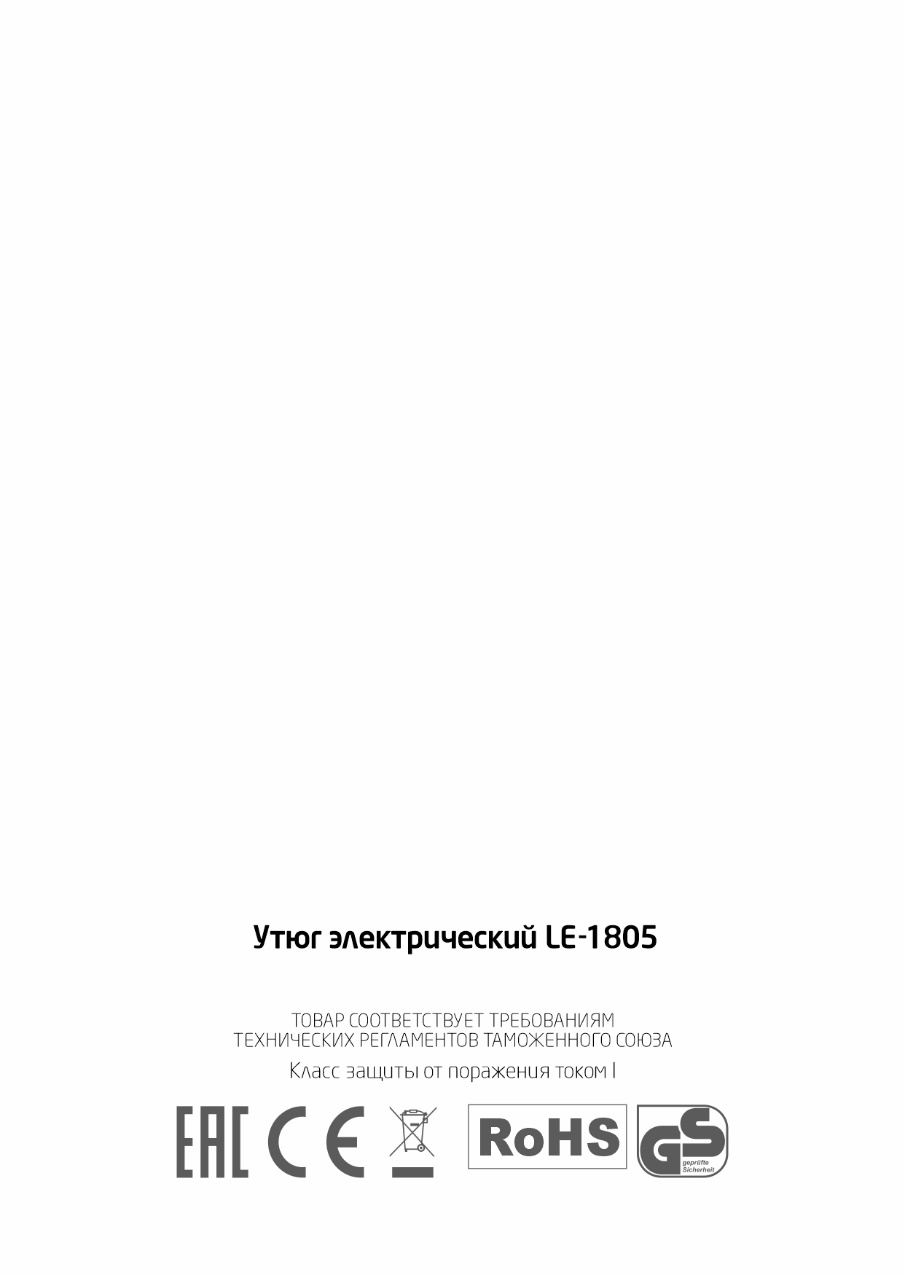 Утюг электрический LE-1805
ТОВАР СООТВЕТСТВУЕТ ТРЕБОВАНИЯМ
ТЕХНИЧЕСКИХ РЕГЛАМЕНТОВ ТАМОЖЕННОГО СОЮЗА
Класс защиты от поражения током I
EAC CE RoHS GS
geprüfte
Sicherheit